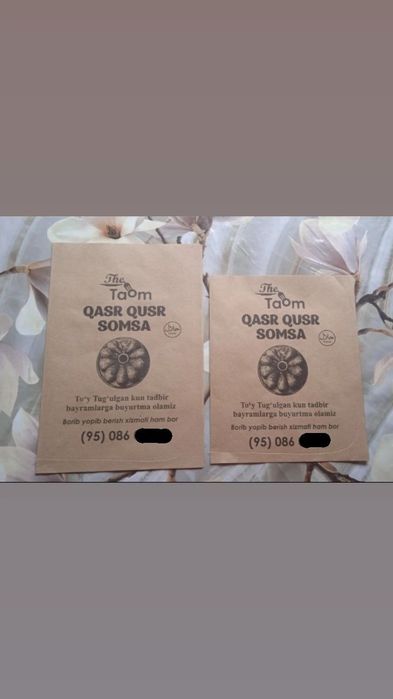 The
Taom
QASR QUSR
SOMSA
To'y Tug'ulgan kun tadbir
bayramlarga buyurtma olamiz
Borib yopib berish xizmati ham bor
(95) 086
The
Taom
QASR QUSR
SOMSA
To'y Tug'ulgan kun tadbir
bayramlarga buyurtma olamiz
Borib yopib berish xizmati ham bor
(95) 086